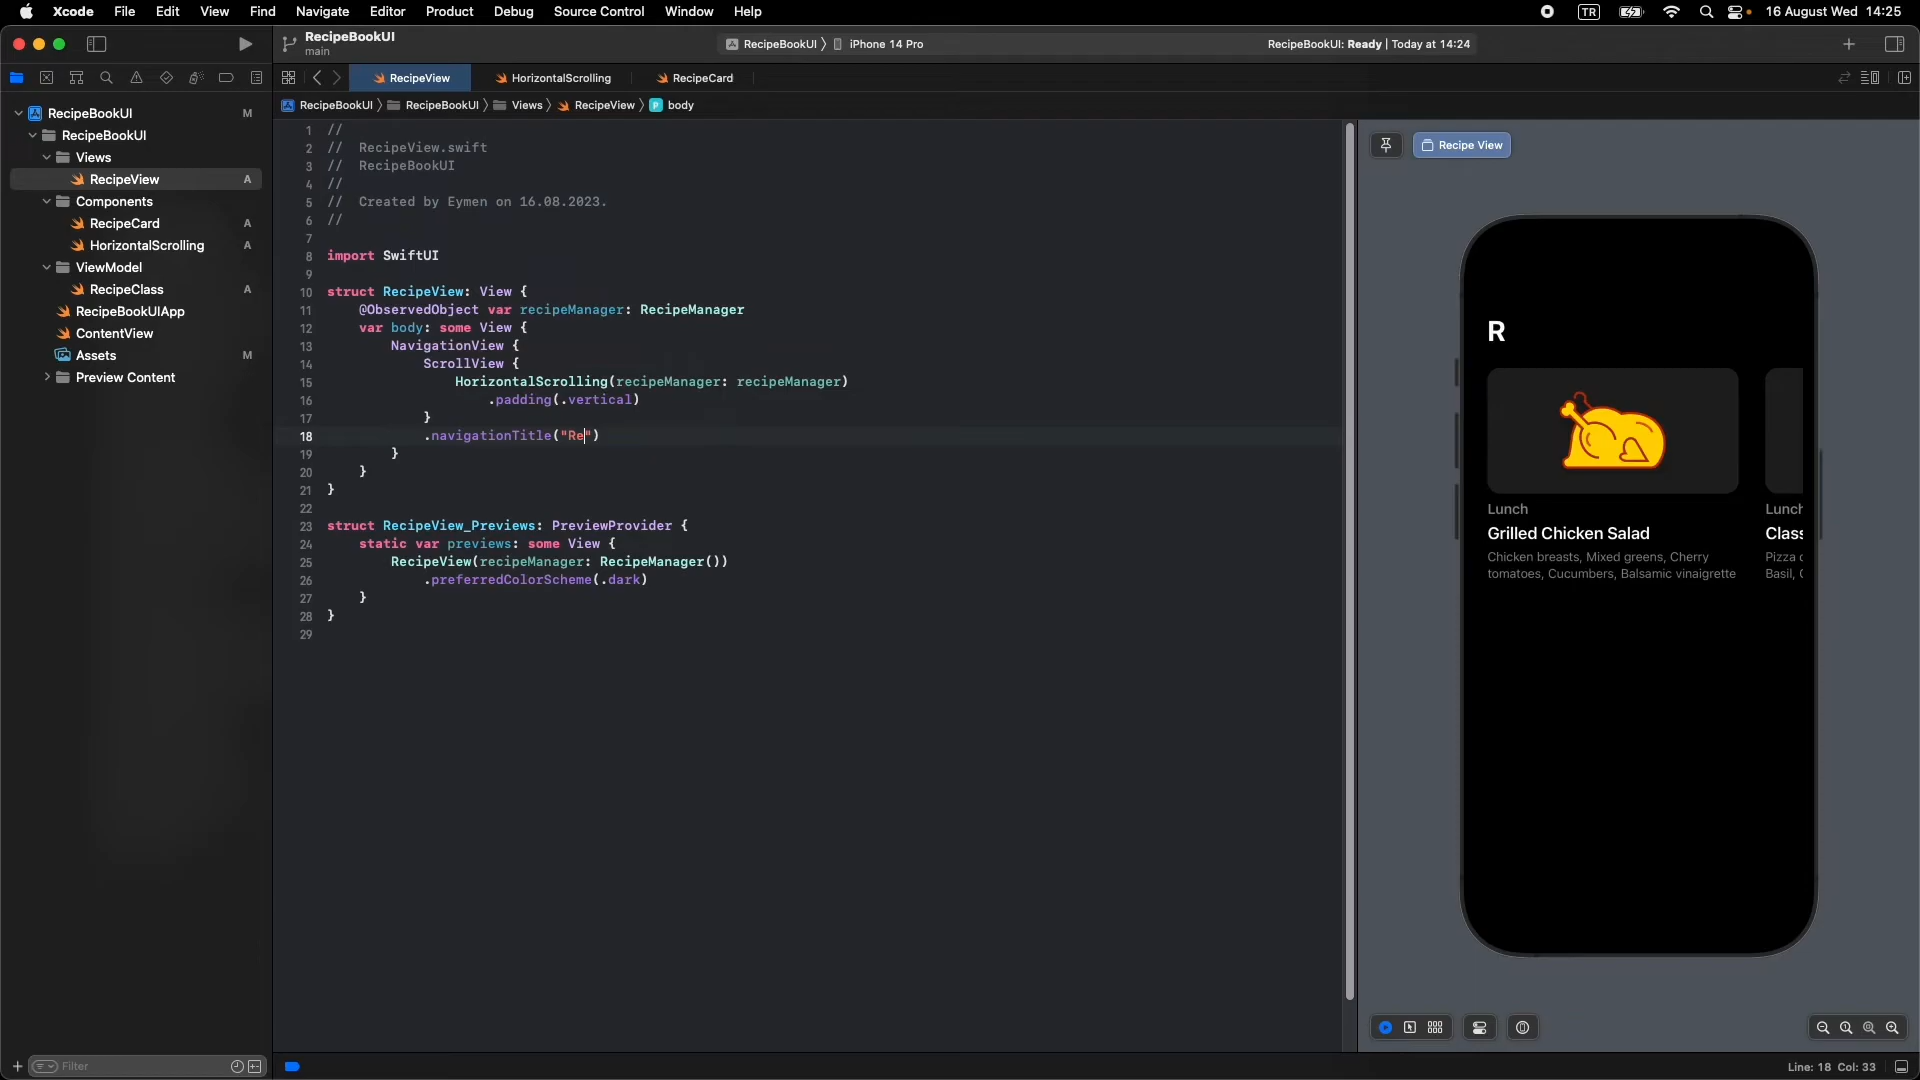 Xcode File Edit View Find Navigate Editor Product Debug Source Control Window Help TR 16 August Wed 14:25
RecipeBookUI
main
RecipeBookUI iPhone 14 Pro RecipeBookUI: Ready | Today at 14:24
RecipeView HorizontalScrolling RecipeCard
RecipeBookUI RecipeBookUI Views RecipeView P body
RecipeBookUI M
RecipeBookUI
Views
RecipeView A
Components
RecipeCard A
HorizontalScrolling A
ViewModel
RecipeClass A
RecipeBookUIApp
ContentView
Assets M
Preview Content
Filter
1 //
2 // RecipeView.swift
3 // RecipeBookUI
4 //
5 // Created by Eymen on 16.08.2023.
6 //
7
8 import SwiftUI
9
10 struct RecipeView: View {
11 @ObservedObject var recipeManager: RecipeManager
12 var body: some View {
13 NavigationView {
14 ScrollView {
15 HorizontalScrolling(recipeManager: recipeManager)
16 .padding(.vertical)
17 }
18 .navigationTitle("Re")
19 }
20 }
21 }
22
23 struct RecipeView_Previews: PreviewProvider {
24 static var previews: some View {
25 RecipeView(recipeManager: RecipeManager())
26 .preferredColorScheme(.dark)
27 }
28 }
29
Recipe View
R
Lunch
Grilled Chicken Salad
Chicken breasts, Mixed greens, Cherry
tomatoes, Cucumbers, Balsamic vinaigrette
Lunch
Class
Pizza
Basil,
Line: 18 Col: 33